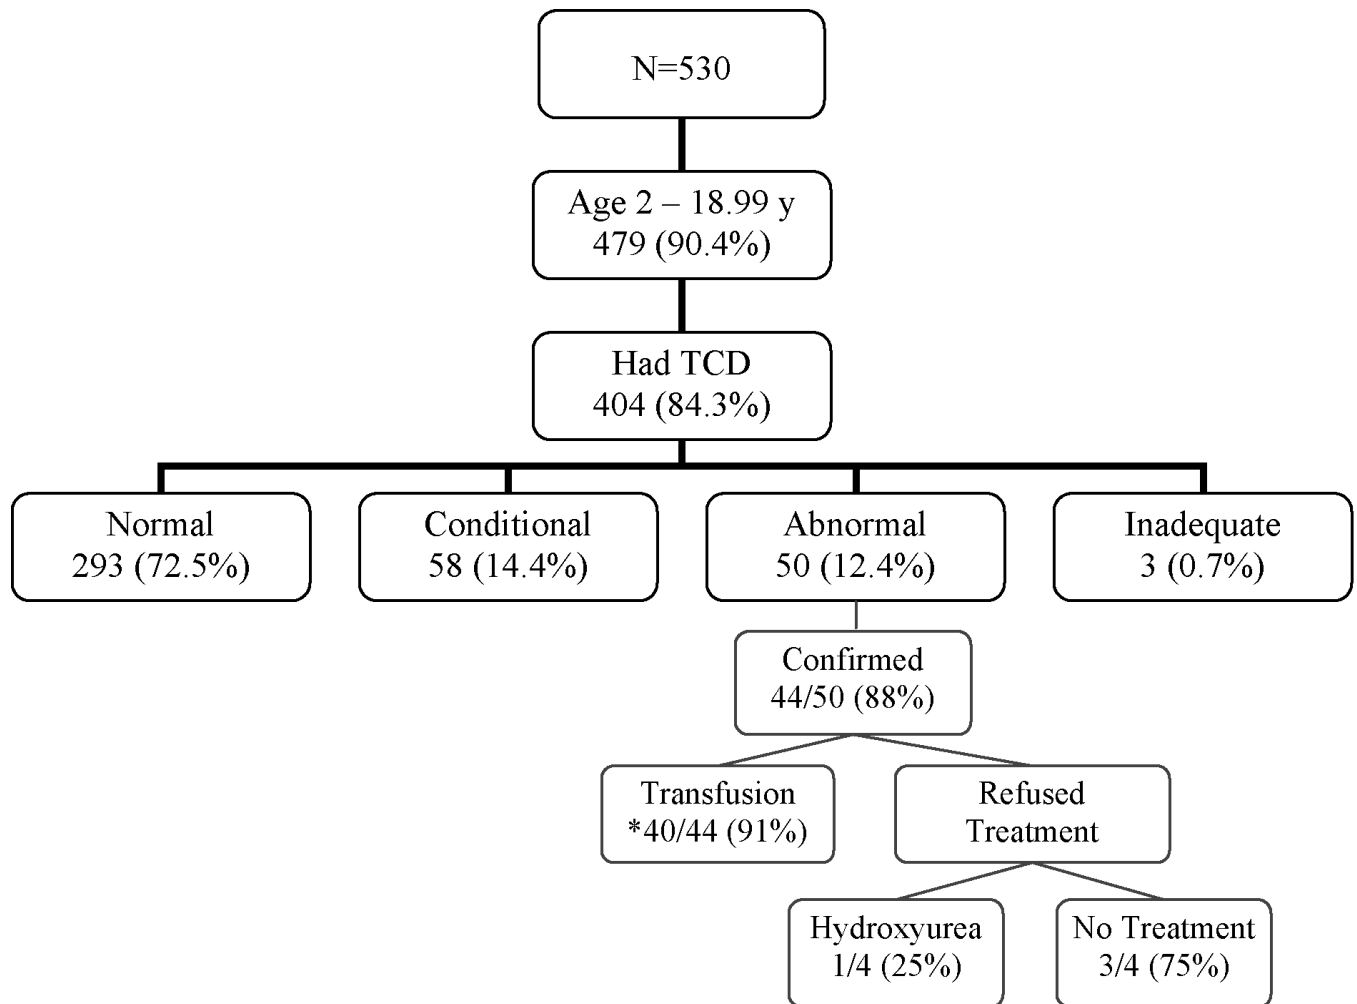 N=530
Age 2 – 18.99 y
479 (90.4%)
Had TCD
404 (84.3%)
Normal
293 (72.5%)
Conditional
58 (14.4%)
Abnormal
50 (12.4%)
Inadequate
3 (0.7%)
Confirmed
44/50 (88%)
Transfusion
*40/44 (91%)
Refused
Treatment
Hydroxyurea
1/4 (25%)
No Treatment
3/4 (75%)